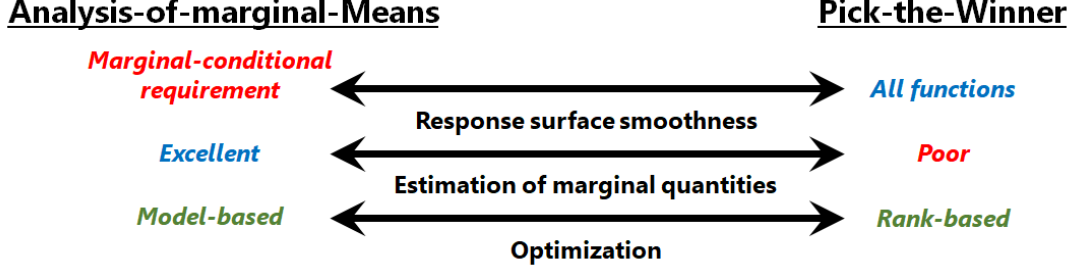 Analysis-of-marginal-Means Pick-the-Winner
Marginal-conditional
requirement All functions
Response surface smoothness
Excellent Poor
Estimation of marginal quantities
Model-based Rank-based
Optimization